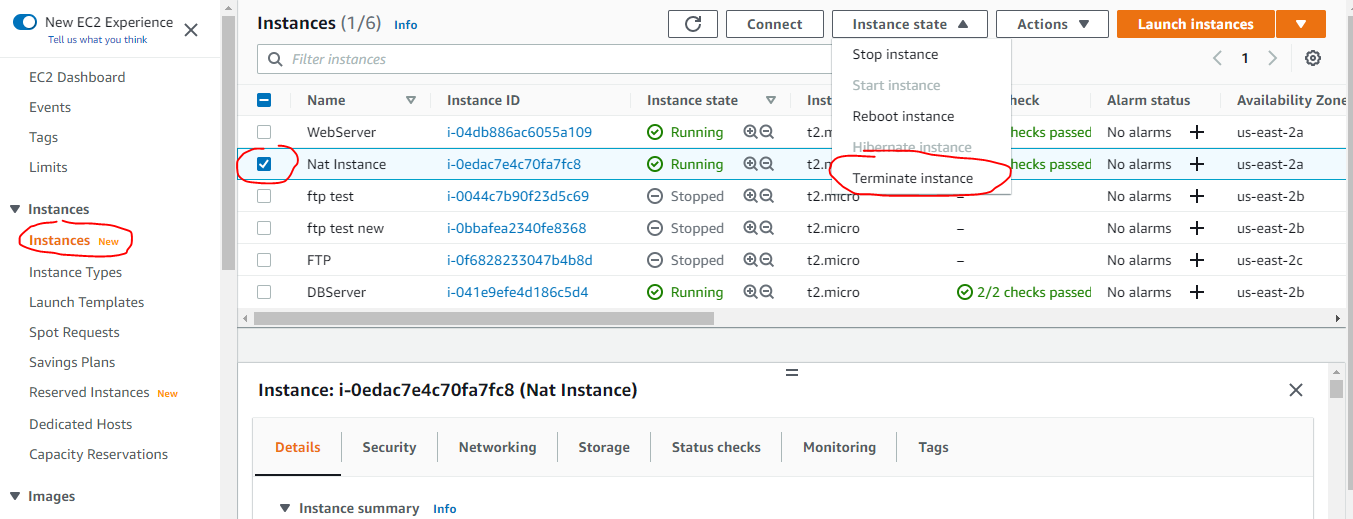 New EC2 Experience
Tell us what you think
EC2 Dashboard
Events
Tags
Limits
Instances
Instances New
Instance Types
Launch Templates
Spot Requests
Savings Plans
Reserved Instances New
Dedicated Hosts
Capacity Reservations
Images
Instances (1/6) Info
Connect
Instance state
Actions
Launch instances
Filter instances
1
Stop instance
Start instance
Reboot instance
Hibernate instance
Terminate instance
Name Instance ID Instance state Inst check Alarm status Availability Zone
WebServer i-04db886ac6055a109 Running t2.m checks passed No alarms + us-east-2a
Nat Instance i-0edac7e4c70fa7fc8 Running t2.m checks passed No alarms + us-east-2a
ftp test i-0044c7b90f23d5c69 Stopped t2.micro – No alarms + us-east-2b
ftp test new i-0bbafea2340fe8368 Stopped t2.micro – No alarms + us-east-2b
FTP i-0f6828233047b4b8d Stopped t2.micro – No alarms + us-east-2c
DBServer i-041e9efe4d186c5d4 Running t2.micro 2/2 checks passed No alarms + us-east-2b
Instance: i-0edac7e4c70fa7fc8 (Nat Instance)
Details Security Networking Storage Status checks Monitoring Tags
Instance summary Info